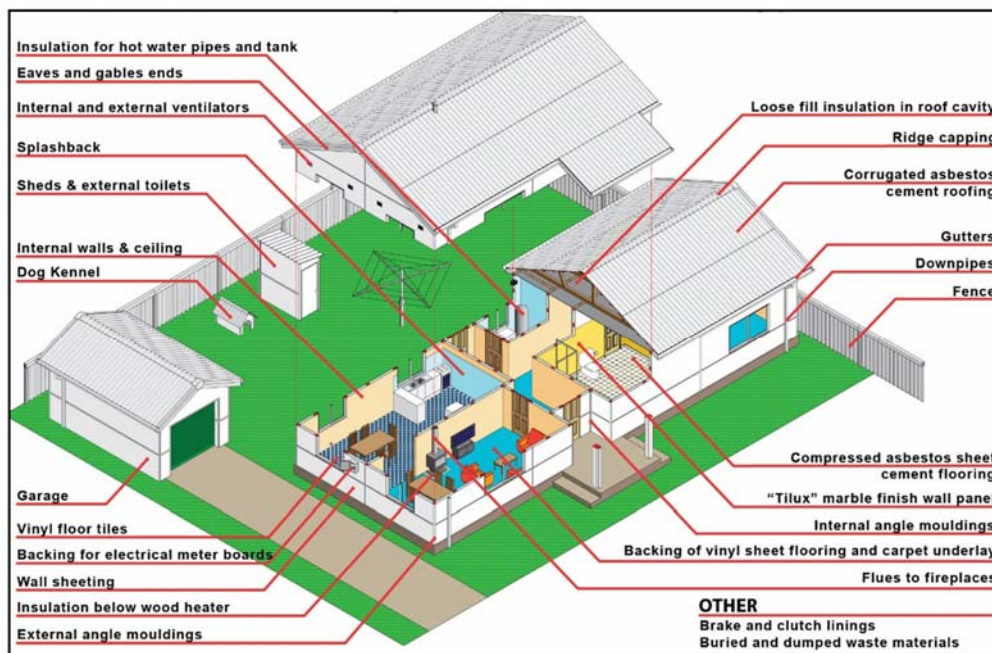 Insulation for hot water pipes and tank
Eaves and gables ends
Internal and external ventilators
Splashback
Sheds & external toilets
Internal walls & ceiling
Dog Kennel
Garage
Vinyl floor tiles
Backing for electrical meter boards
Wall sheeting
Insulation below wood heater
External angle mouldings
Loose fill insulation in roof cavity
Ridge capping
Corrugated asbestos
cement roofing
Gutters
Downpipes
Fence
Compressed asbestos sheet
cement flooring
“Tilux” marble finish wall panel
Internal angle mouldings
Backing of vinyl sheet flooring and carpet underlay
Flues to fireplaces
OTHER
Brake and clutch linings
Buried and dumped waste materials